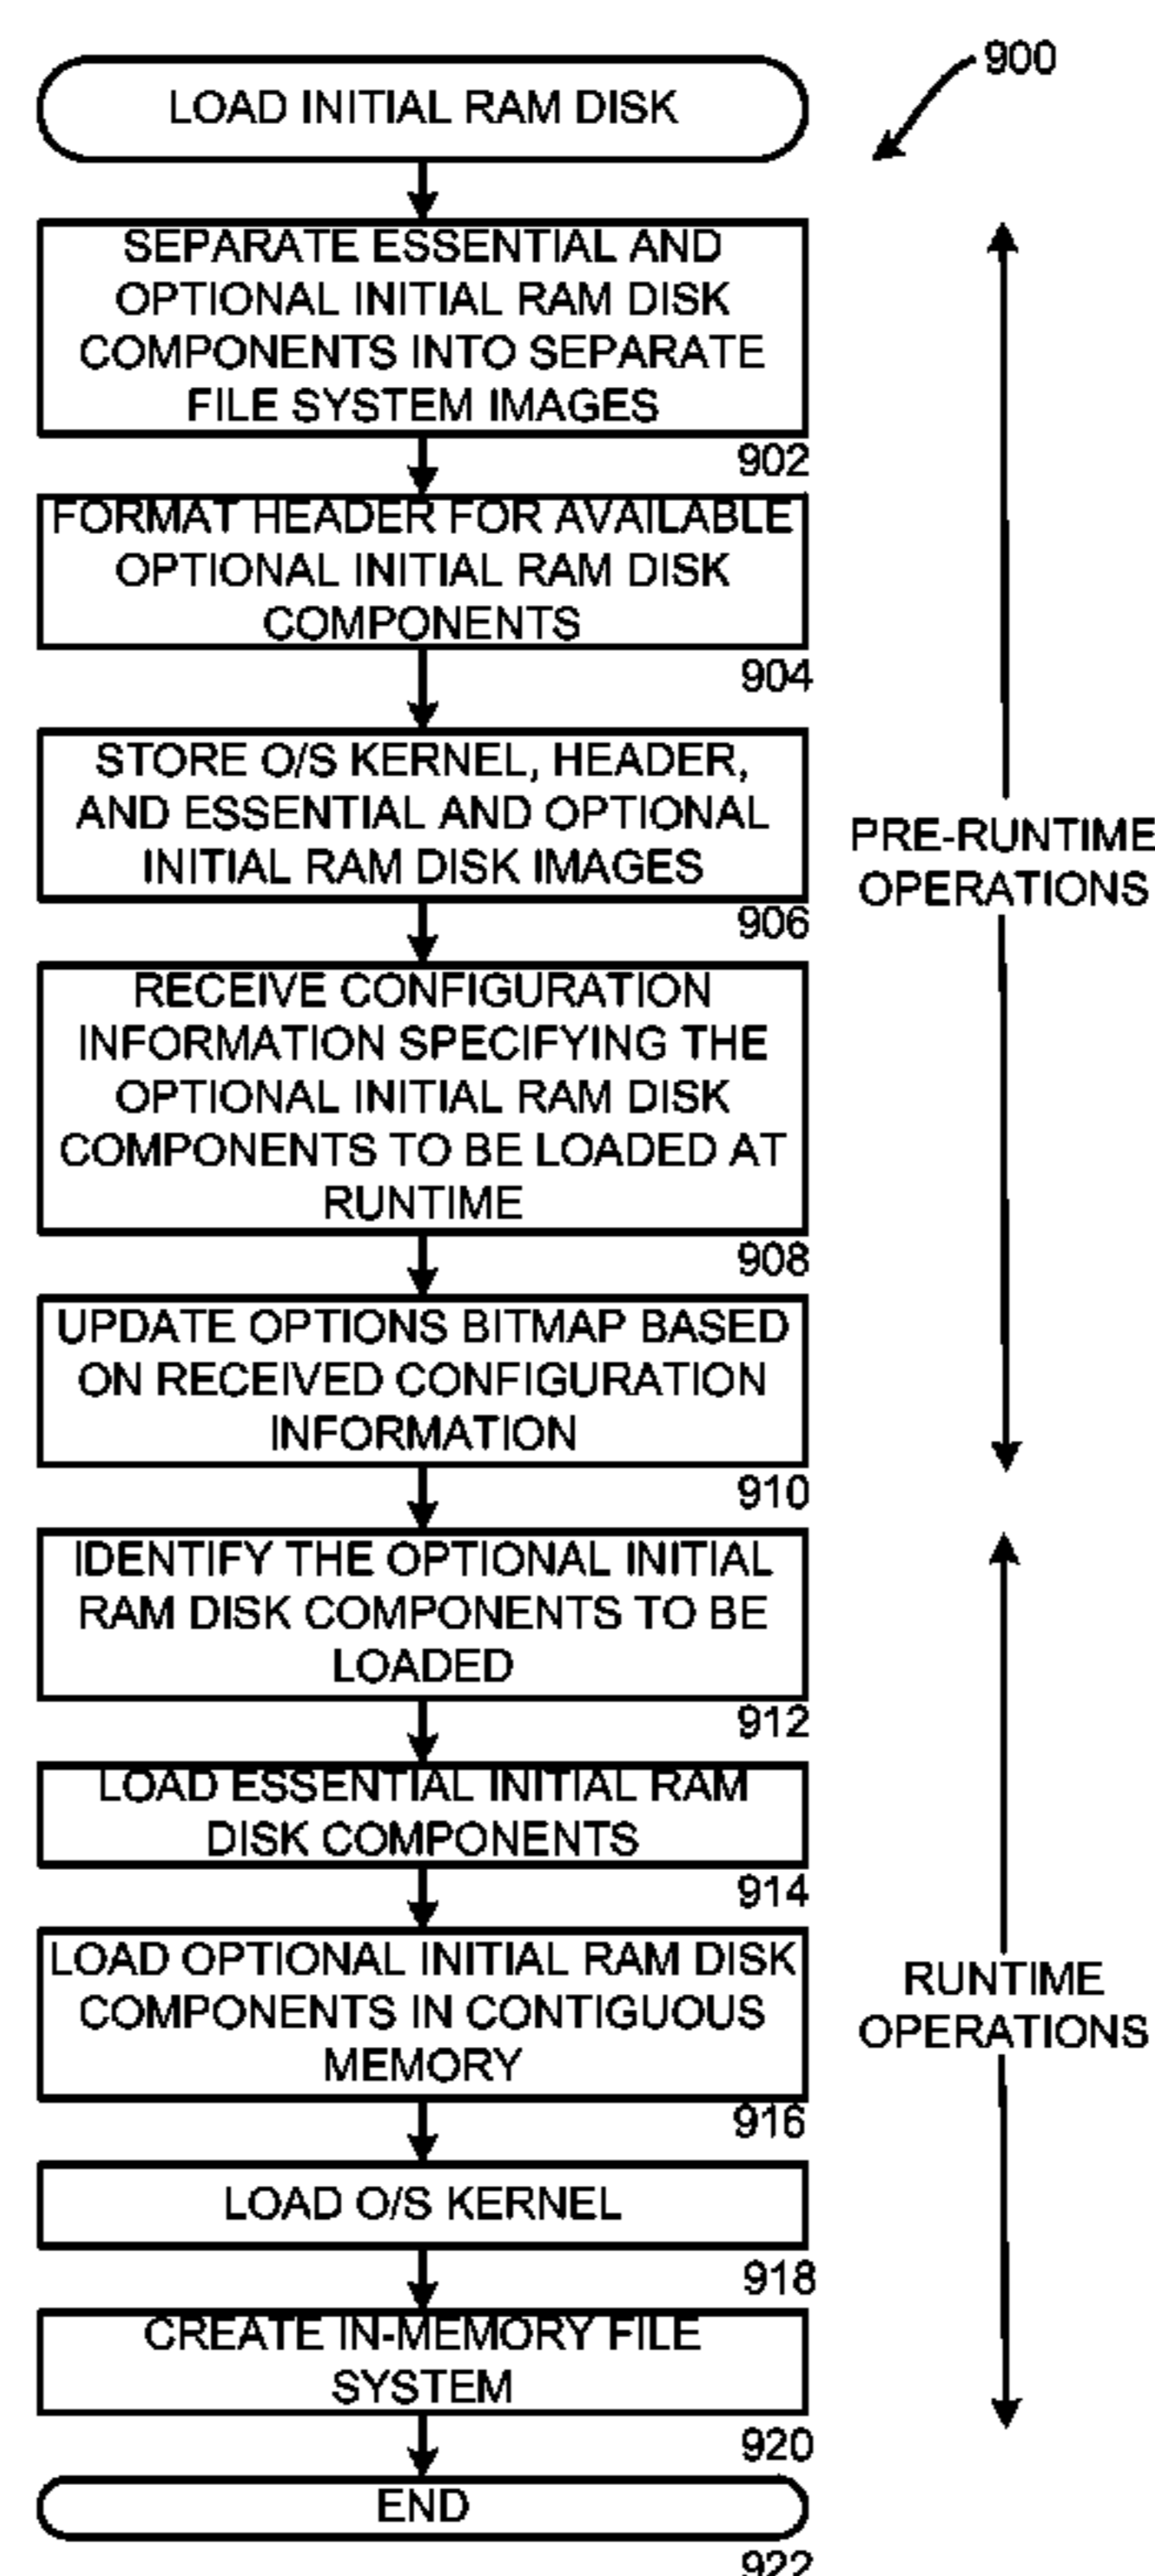 900
LOAD INITIAL RAM DISK
SEPARATE ESSENTIAL AND
OPTIONAL INITIAL RAM DISK
COMPONENTS INTO SEPARATE
FILE SYSTEM IMAGES
902
FORMAT HEADER FOR AVAILABLE
OPTIONAL INITIAL RAM DISK
COMPONENTS
904
STORE O/S KERNEL, HEADER,
AND ESSENTIAL AND OPTIONAL
INITIAL RAM DISK IMAGES
906
PRE-RUNTIME
OPERATIONS
RECEIVE CONFIGURATION
INFORMATION SPECIFYING THE
OPTIONAL INITIAL RAM DISK
COMPONENTS TO BE LOADED AT
RUNTIME
908
UPDATE OPTIONS BITMAP BASED
ON RECEIVED CONFIGURATION
INFORMATION
910
IDENTIFY THE OPTIONAL INITIAL
RAM DISK COMPONENTS TO BE
LOADED
912
LOAD ESSENTIAL INITIAL RAM
DISK COMPONENTS
914
LOAD OPTIONAL INITIAL RAM DISK
COMPONENTS IN CONTIGUOUS
MEMORY
916
RUNTIME
OPERATIONS
LOAD O/S KERNEL
918
CREATE IN-MEMORY FILE
SYSTEM
920
END
922